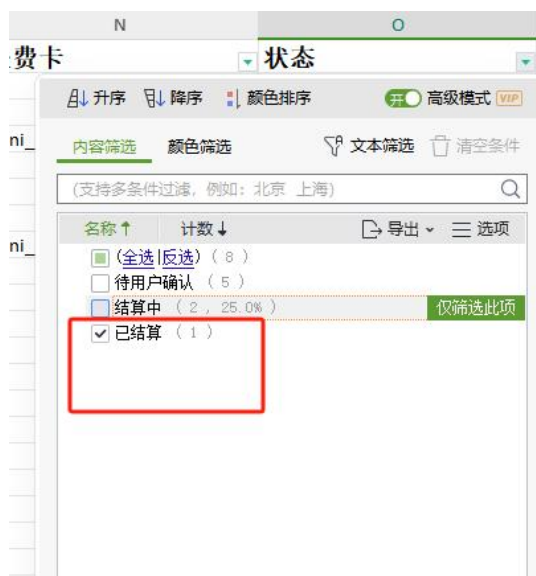 N O
费卡 状态
升序 降序 颜色排序 开 高级模式 VIP
ni_
内容筛选 颜色筛选 文本筛选 清空条件
(支持多条件过滤，例如：北京 上海)
名称↑ 计数↓ 导出 选项
ni_
(全选|反选) ( 8 )
待用户确认 ( 5 )
结算中 ( 2 , 25.0% ) 仅筛选此项
已结算 ( 1 )